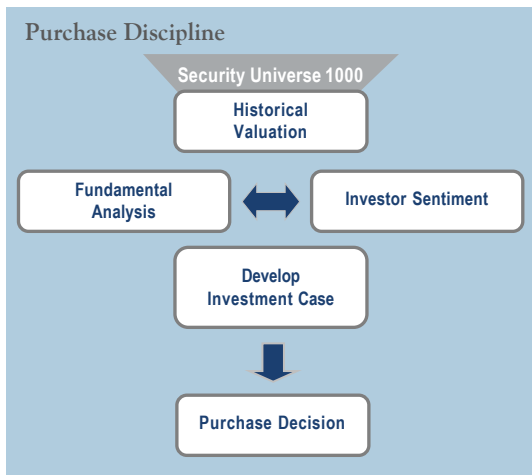 Purchase Discipline
Security Universe 1000
Historical
Valuation
Fundamental
Analysis
Investor Sentiment
Develop
Investment Case
Purchase Decision